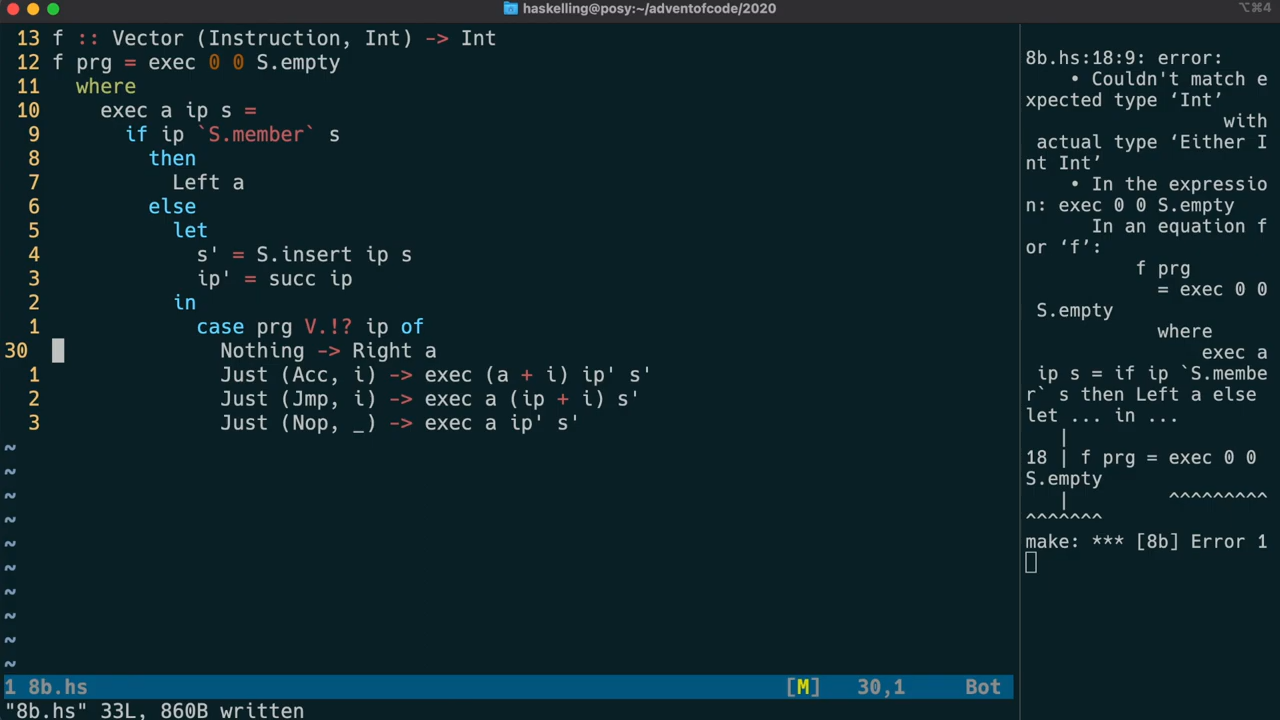 haskelling@posy:~/adventofcode/2020
⌥⌘4
13 f :: Vector (Instruction, Int) -> Int
12 f prg = exec 0 0 S.empty
11   where
10     exec a ip s =
 9       if ip `S.member` s
 8         then
 7           Left a
 6         else
 5           let
 4             s' = S.insert ip s
 3             ip' = succ ip
 2           in
 1             case prg V.!? ip of
30               Nothing -> Right a
 1               Just (Acc, i) -> exec (a + i) ip' s'
 2               Just (Jmp, i) -> exec a (ip + i) s'
 3               Just (Nop, _) -> exec a ip' s'
~
~
~
~
~
~
~
~
~
~
1 8b.hs [M] 30,1 Bot
"8b.hs" 33L, 860B written
8b.hs:18:9: error:
    • Couldn't match e
xpected type ‘Int’
                  with
 actual type ‘Either I
nt Int’
    • In the expressio
n: exec 0 0 S.empty
      In an equation f
or ‘f’:
          f prg
            = exec 0 0
 S.empty
            where
                exec a
 ip s = if ip `S.membe
r` s then Left a else
let ... in ...
   |
18 | f prg = exec 0 0
S.empty
   |         ^^^^^^^^^
^^^^^^^
make: *** [8b] Error 1